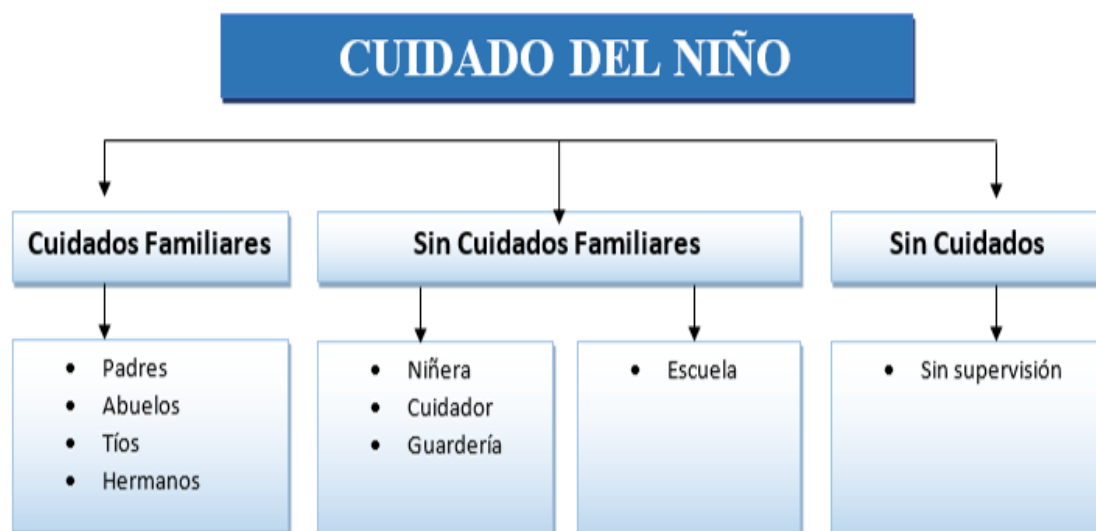 CUIDADO DEL NIÑO
Cuidados Familiares
Sin Cuidados Familiares
Sin Cuidados
• Padres
• Abuelos
• Tíos
• Hermanos
• Niñera
• Cuidador
• Guardería
• Escuela
• Sin supervisión